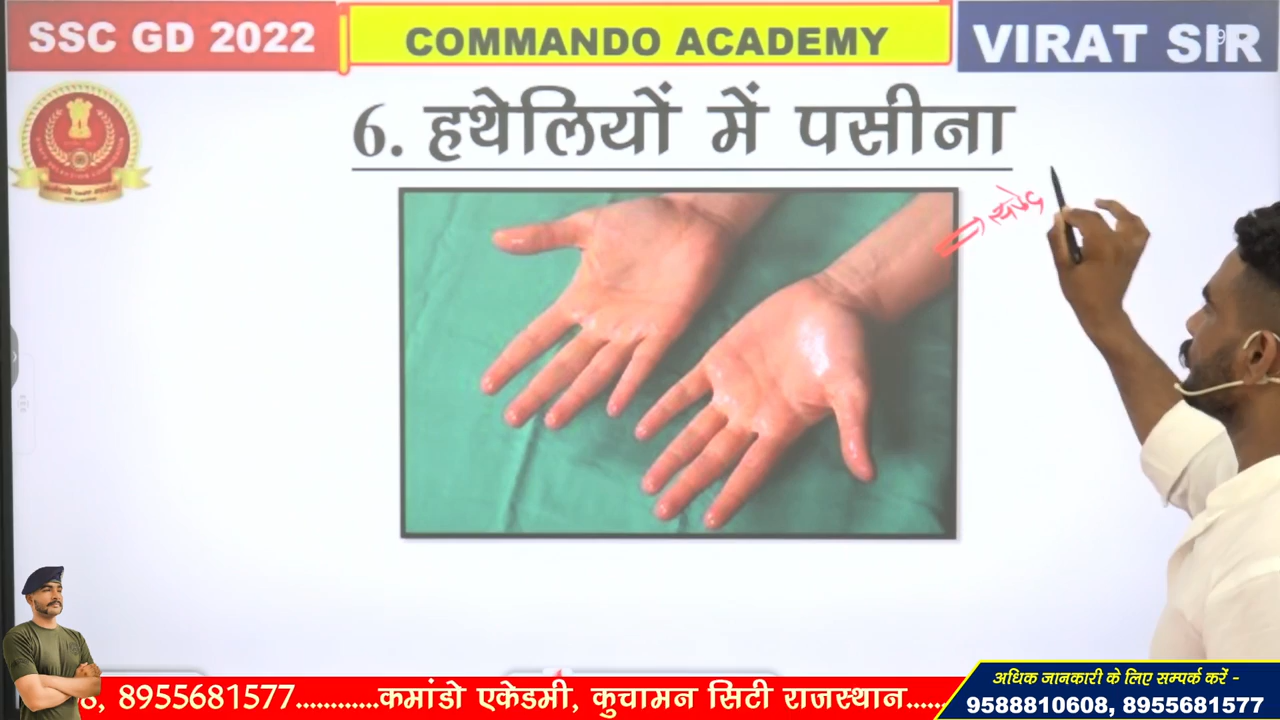 SSC GD 2022
COMMANDO ACADEMY
VIRAT SIR
6. हथेलियों में पसीना
8955681577............कमांडो एकेडमी, कुचामन सिटी राजस्थान......
अधिक जानकारी के लिए सम्पर्क करें -
9588810608, 8955681577